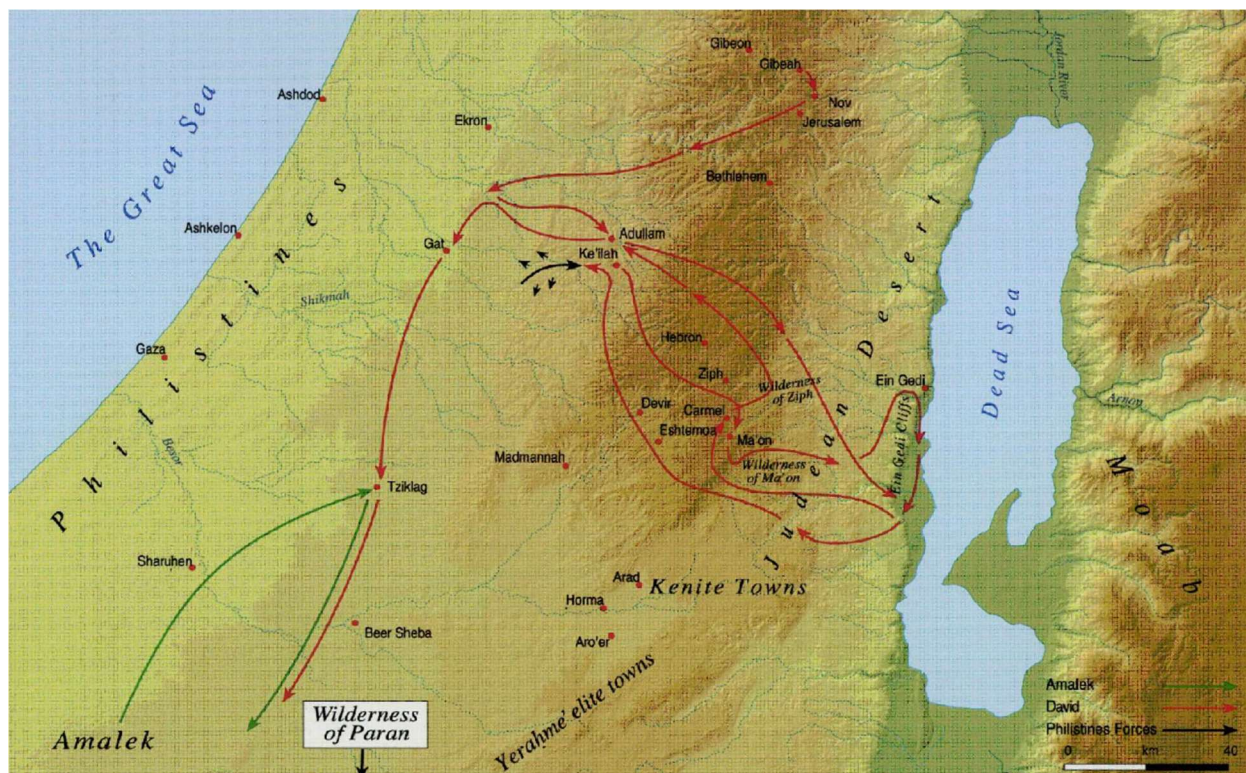 Gibeon
Gibeah
Nov
Jerusalem
Jordan River
Ashdod
Ekron
The Great Sea
Bethlehem
Ashkelon
Gat
Adullam
Ke'ilah
Philistines
Shikmah
Judean Desert
Dead Sea
Gaza
Hebron
Ziph
Wilderness
of Ziph
Ein Gedi
Arnon
Devir
Carmel
Eshtemoa
Ma'on
Ein Gedi Cliffs
Madmannah
Wilderness
of Ma'on
Besor
Moab
Tziklag
Sharuhen
Arad
Kenite Towns
Horma
Beer Sheba
Aro'er
Yerahme'elite towns
Wilderness
of Paran
Amalek
Amalek
David
Philistines Forces
0 km 40